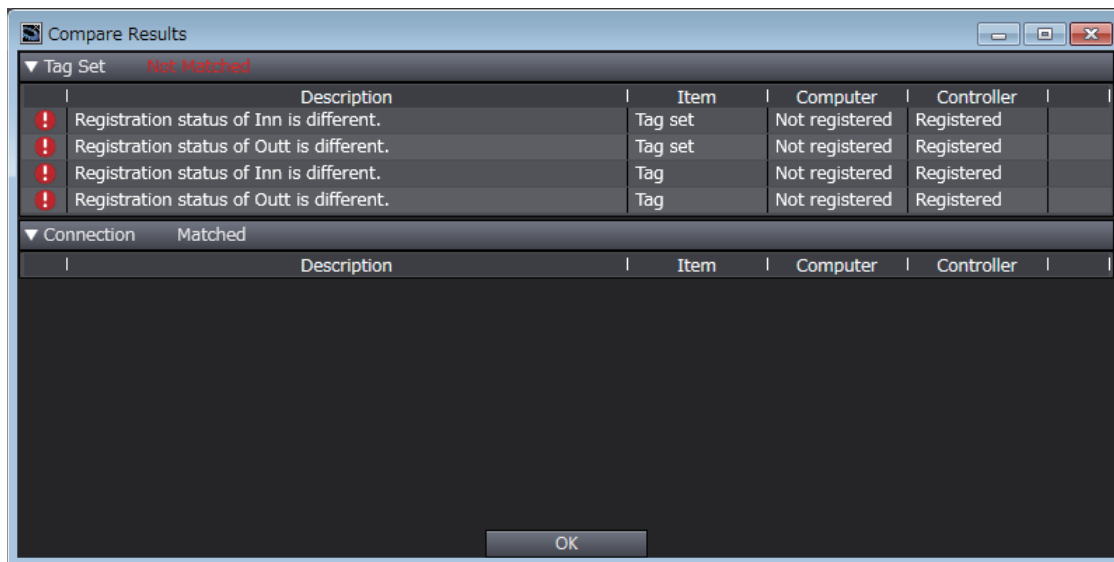 Compare Results
▼ Tag Set Not Matched
Description Item Computer Controller
Registration status of Inn is different. Tag set Not registered Registered
Registration status of Outt is different. Tag set Not registered Registered
Registration status of Inn is different. Tag Not registered Registered
Registration status of Outt is different. Tag Not registered Registered
▼ Connection Matched
Description Item Computer Controller
OK